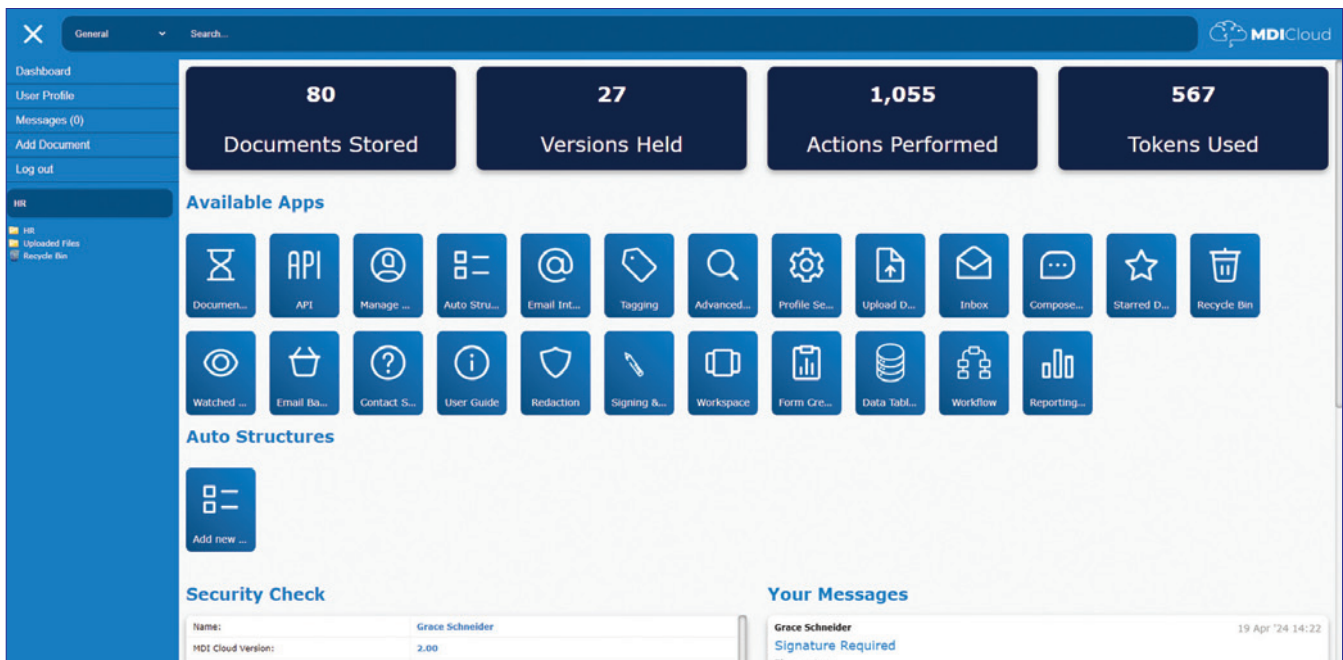 General Search... MDICloud
Dashboard
User Profile
Messages (0)
Add Document
Log out
HR
HR
Uploaded Files
Recycle Bin
80 27 1,055 567
Documents Stored Versions Held Actions Performed Tokens Used
Available Apps
API
Documen... API Manage ... Auto Stru... Email Int... Tagging Advanced... Profile Se... Upload D... Inbox Compose... Starred D... Recycle Bin
Watched ... Email Ba... Contact S... User Guide Redaction Signing &... Workspace Form Cre... Data Tabl... Workflow Reporting...
Auto Structures
Add new ...
Security Check
Name: Grace Schneider
MDI Cloud Version: 2.00
Your Messages
Grace Schneider 19 Apr '24 14:22
Signature Required